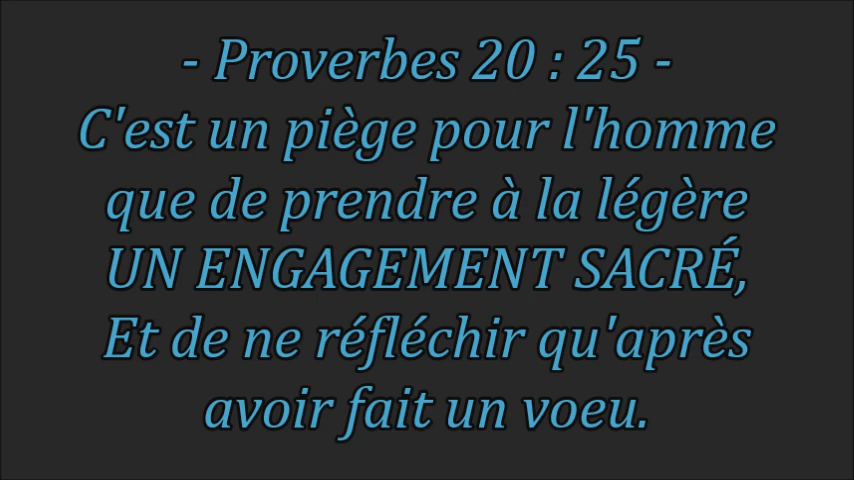 - Proverbes 20 : 25 -
C'est un piège pour l'homme
que de prendre à la légère
UN ENGAGEMENT SACRÉ,
Et de ne réfléchir qu'après
avoir fait un voeu.